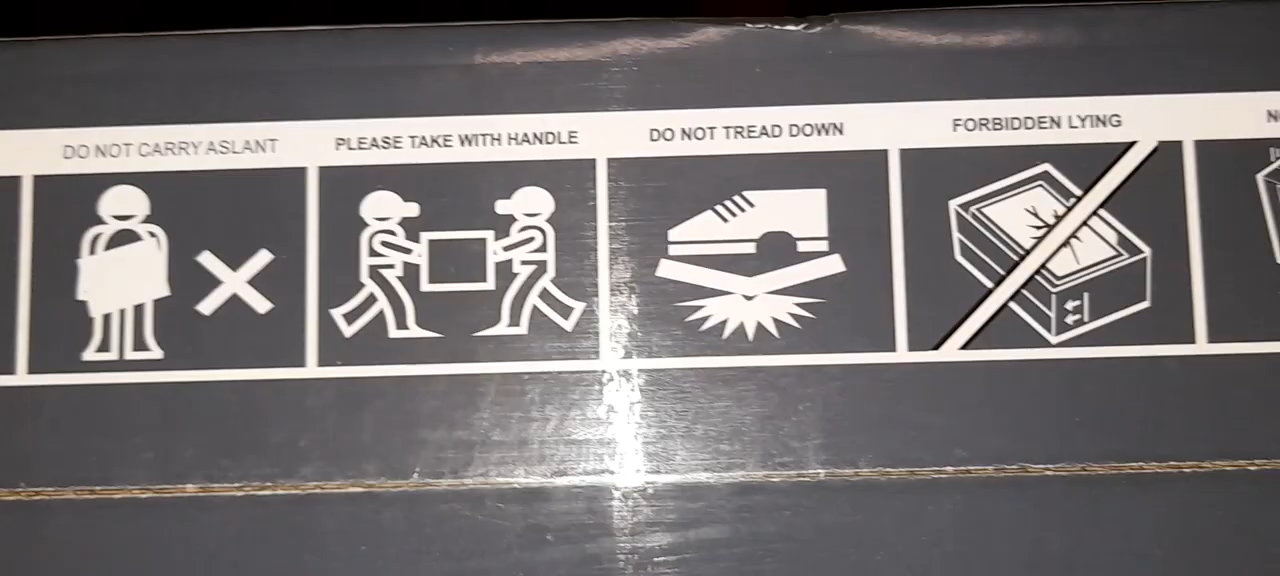 DO NOT CARRY ASLANT
PLEASE TAKE WITH HANDLE
DO NOT TREAD DOWN
FORBIDDEN LYING